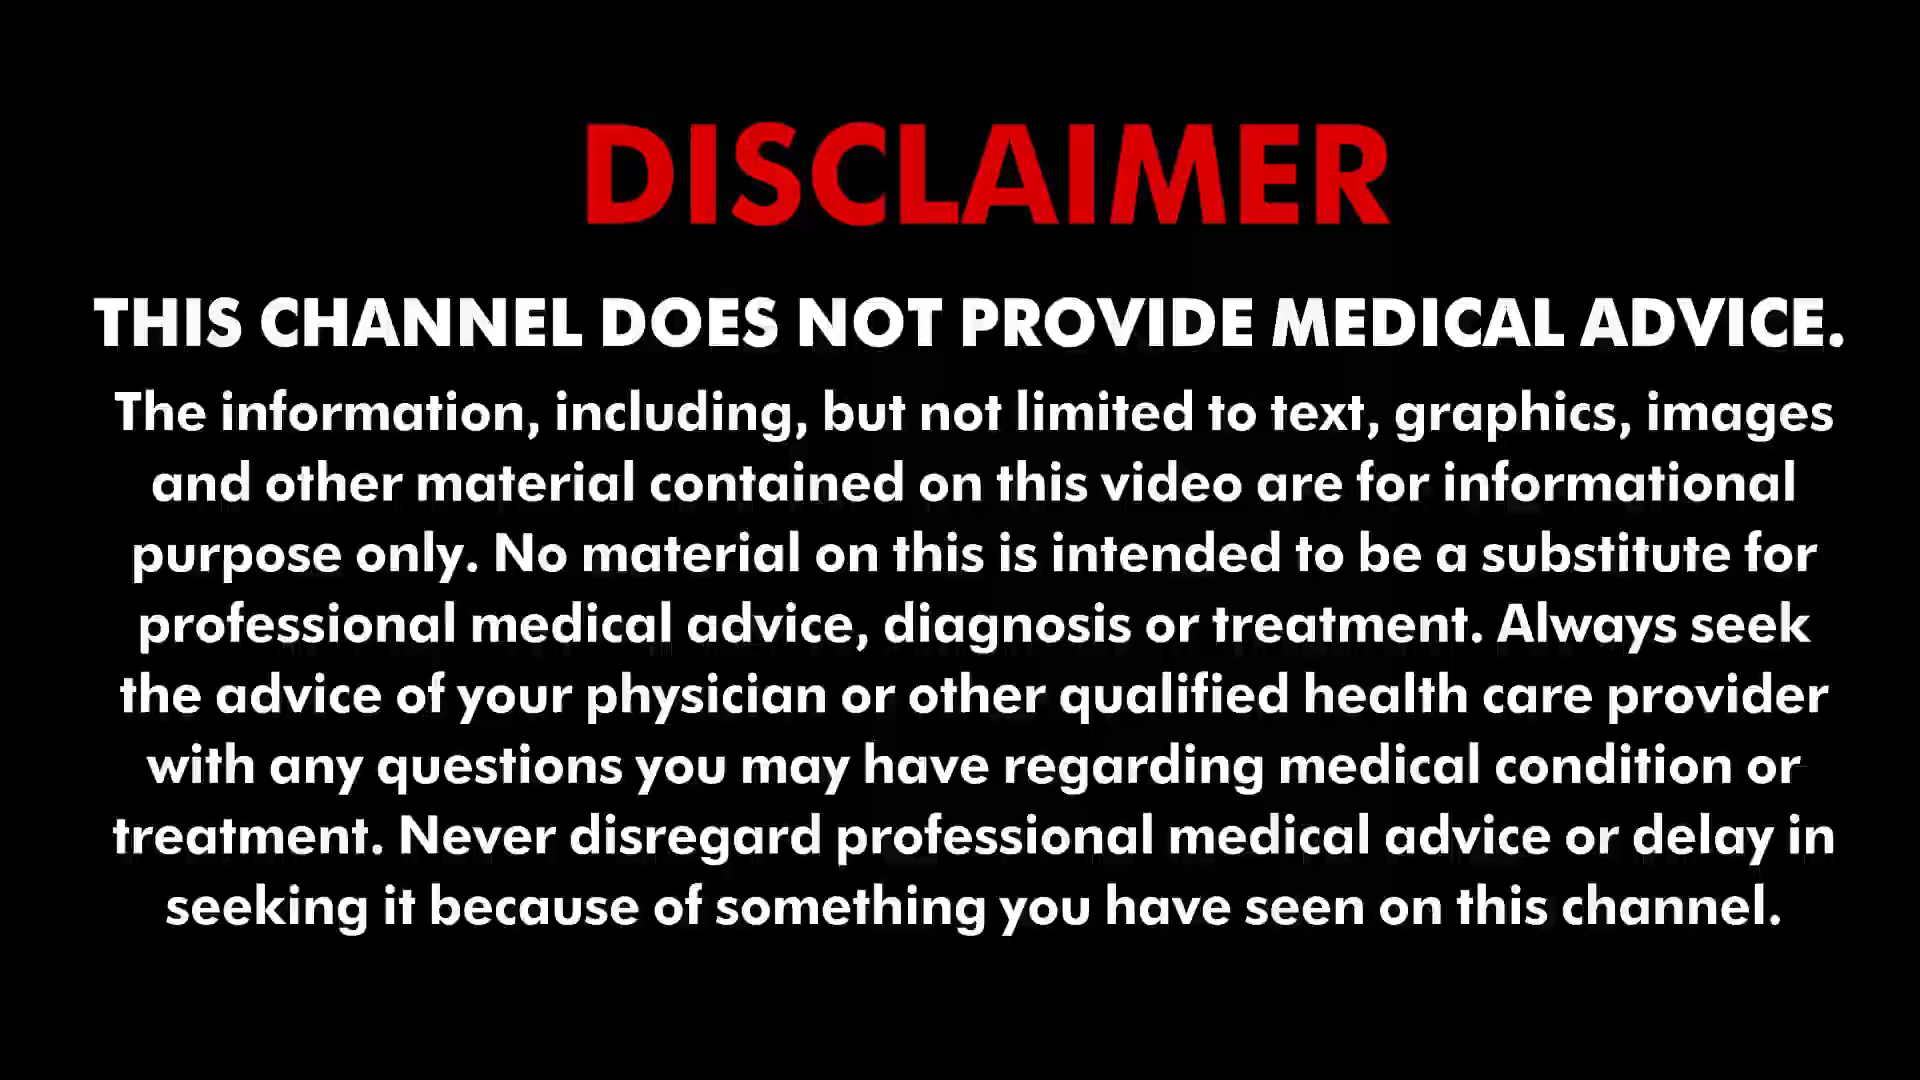 DISCLAIMER
THIS CHANNEL DOES NOT PROVIDE MEDICAL ADVICE.
The information, including, but not limited to text, graphics, images
and other material contained on this video are for informational
purpose only. No material on this is intended to be a substitute for
professional medical advice, diagnosis or treatment. Always seek
the advice of your physician or other qualified health care provider
with any questions you may have regarding medical condition or
treatment. Never disregard professional medical advice or delay in
seeking it because of something you have seen on this channel.